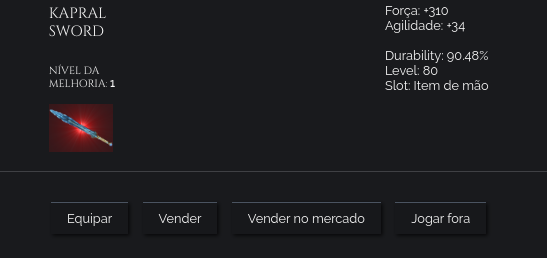 KAPRAL
SWORD
NÍVEL DA
MELHORIA: 1
Força: +310
Agilidade: +34
Durability: 90.48%
Level: 80
Slot: Item de mão
Equipar
Vender
Vender no mercado
Jogar fora